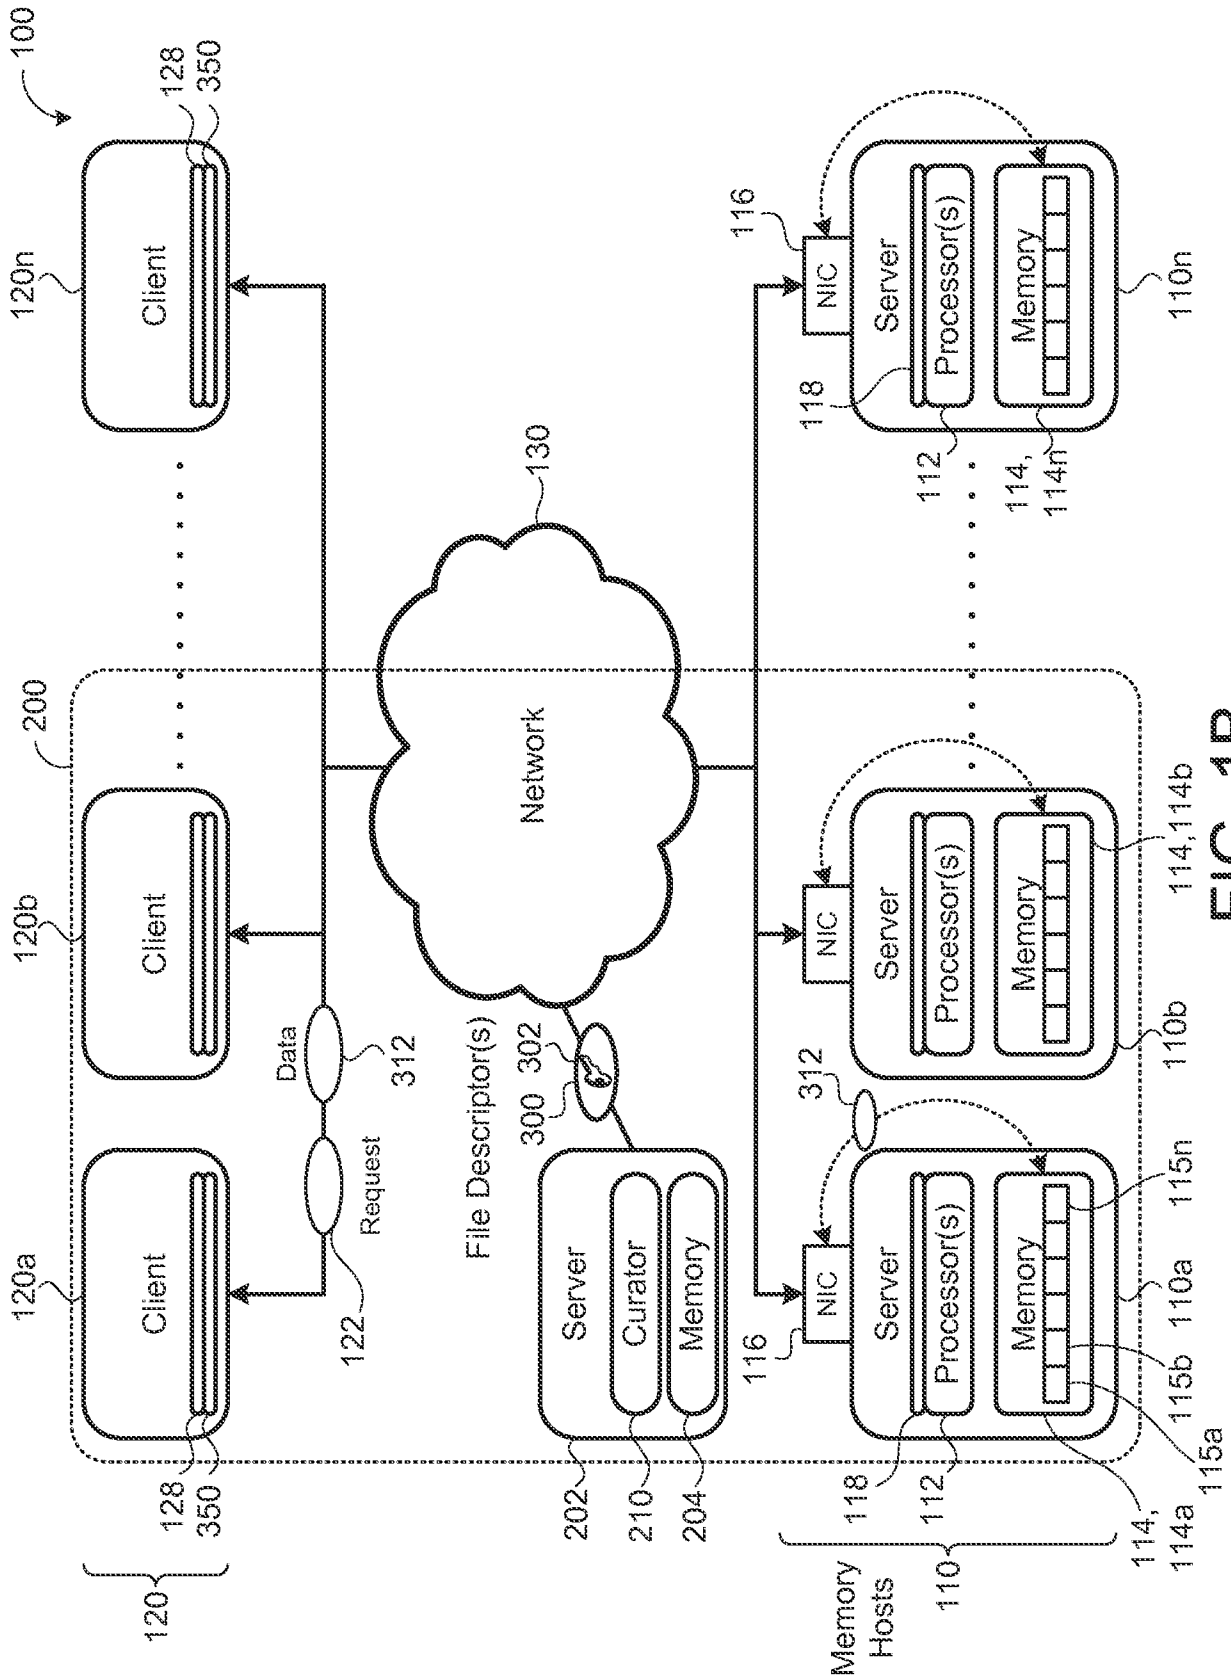 100
120a
120b
200
120n
Client
Client
Client
128
350
128
350
120
Request
122
Data
312
Network
130
File Descriptor(s)
300
302
Server
Curator
Memory
202
210
204
116
NIC
NIC
116
NIC
312
118
Server
Processor(s)
Memory
Server
Processor(s)
Memory
118
Server
Processor(s)
Memory
118
112
112
Memory
Hosts
110
114,
114a
115a
115b
110a
115n
110b
114,114b
114,
114n
110n